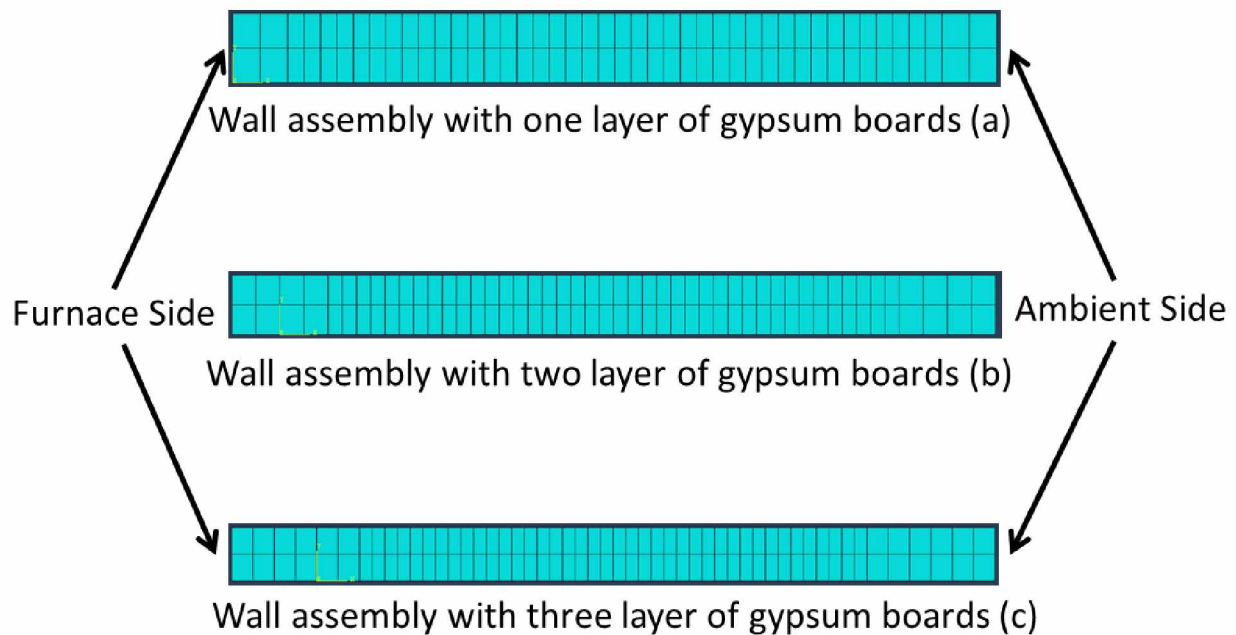 Wall assembly with one layer of gypsum boards (a)
Furnace Side
Ambient Side
Wall assembly with two layer of gypsum boards (b)
Wall assembly with three layer of gypsum boards (c)